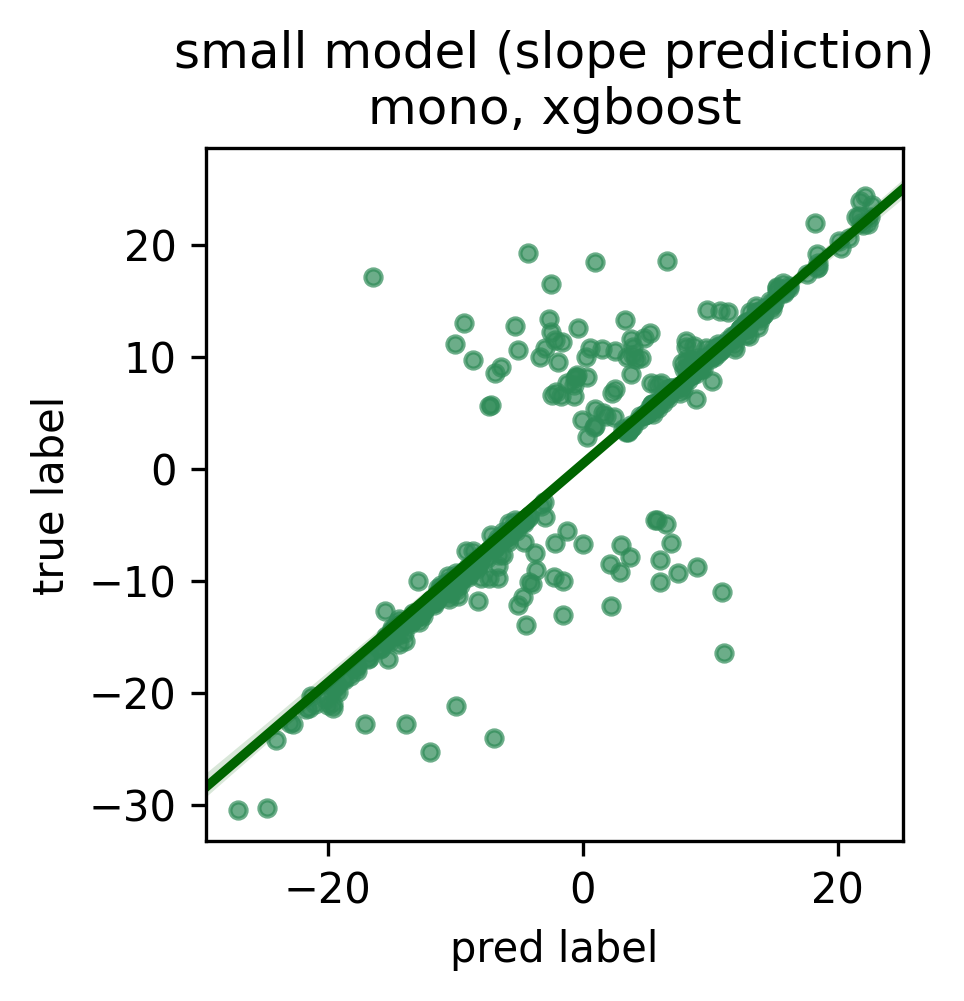 small model (slope prediction)
mono, xgboost
20
10
0
−10
−20
−30
true label
−20
0
20
pred label